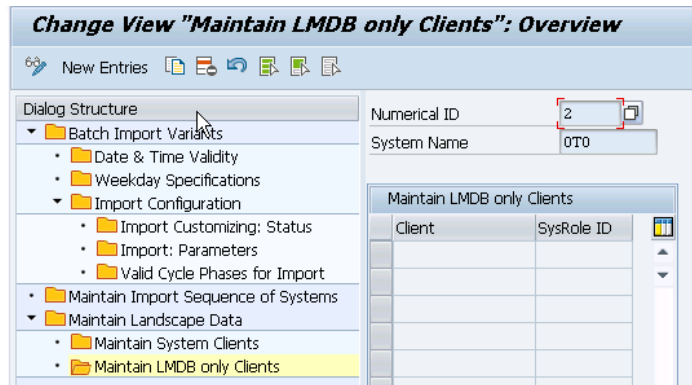 Change View "Maintain LMDB only Clients": Overview
New Entries
Dialog Structure
Batch Import Variants
Date & Time Validity
Weekday Specifications
Import Configuration
Import Customizing: Status
Import: Parameters
Valid Cycle Phases for Import
Maintain Import Sequence of Systems
Maintain Landscape Data
Maintain System Clients
Maintain LMDB only Clients
Numerical ID 2
System Name 0T0
Maintain LMDB only Clients
Client SysRole ID